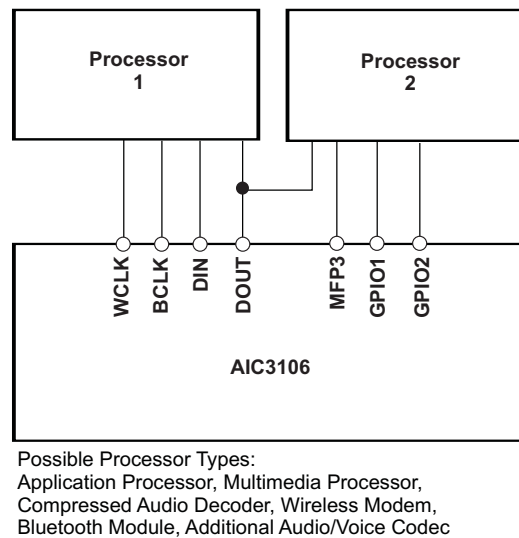 Processor
1
Processor
2
WCLK
BCLK
DIN
DOUT
MFP3
GPIO1
GPIO2
AIC3106
Possible Processor Types:
Application Processor, Multimedia Processor,
Compressed Audio Decoder, Wireless Modem,
Bluetooth Module, Additional Audio/Voice Codec